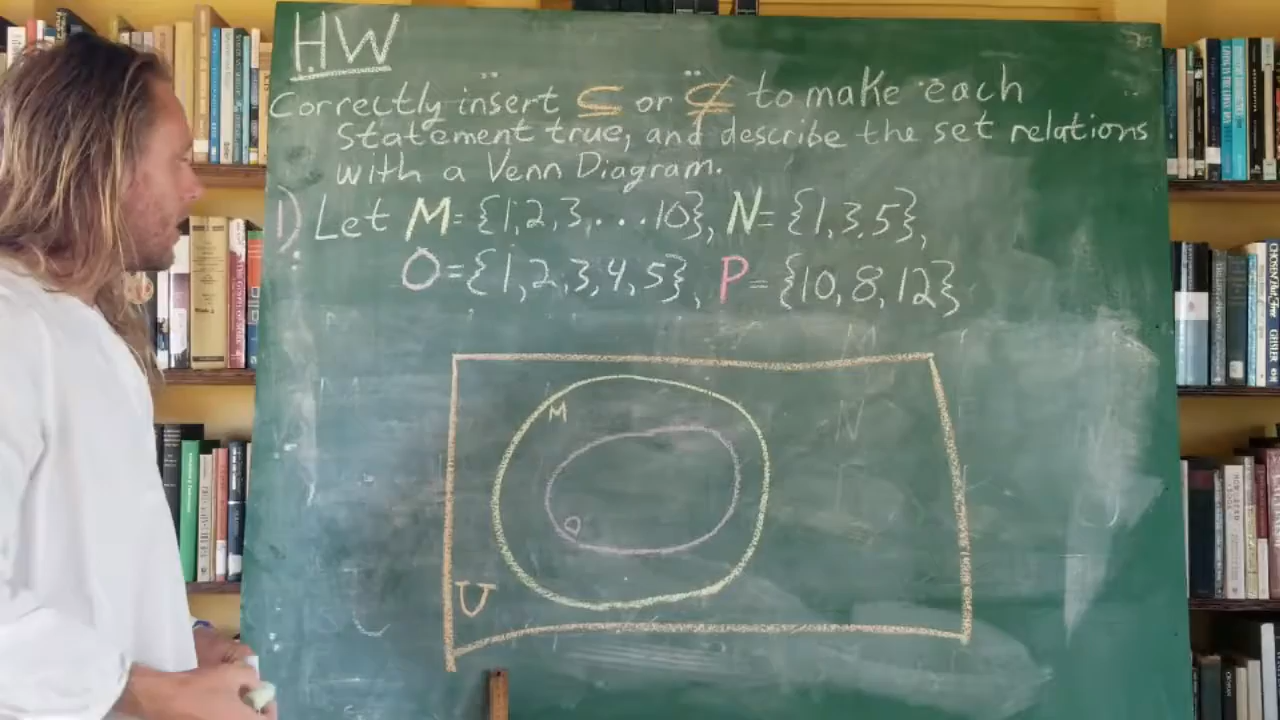 HW
Correctly insert ⊆ or ⊈ to make each
statement true, and describe the set relations
with a Venn Diagram.
1) Let M={1,2,3,...10}, N={1,3,5},
O={1,2,3,4,5}, P={10,8,12}
M
O
U